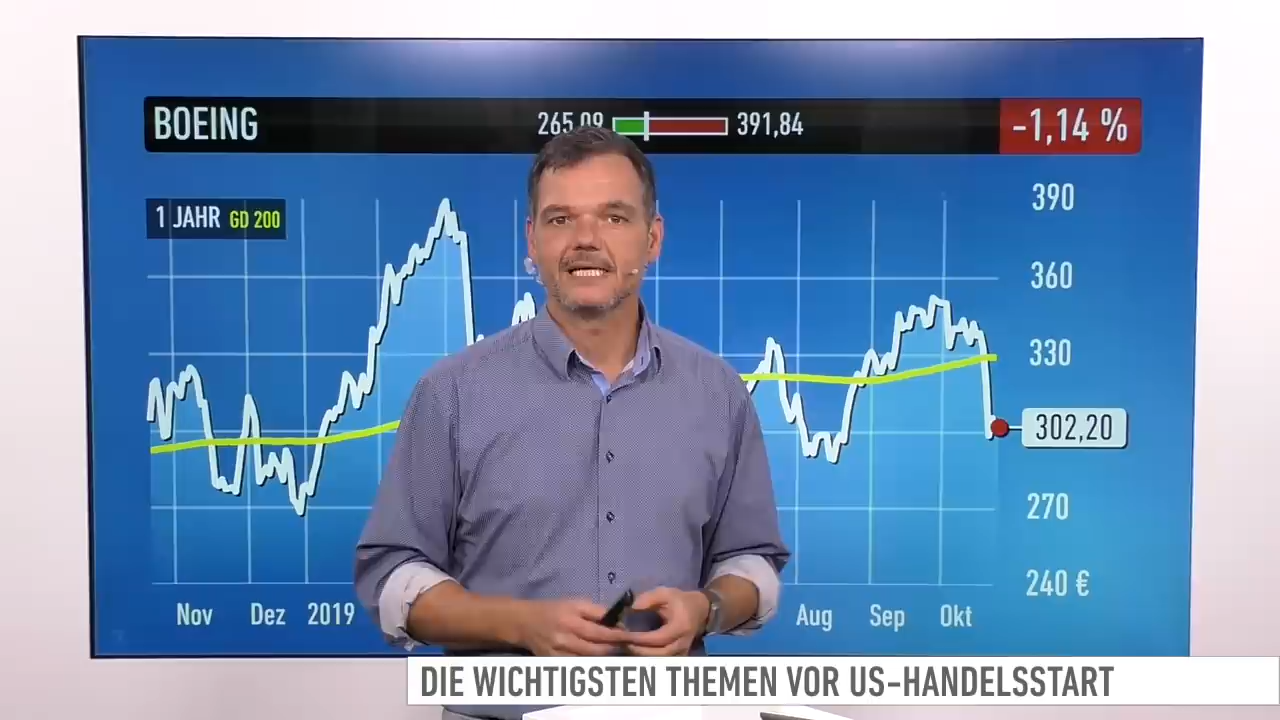 BOEING
265,09
391,84
-1,14 %
1 JAHR GD 200
390
360
330
302,20
270
240 €
Nov Dez 2019 Aug Sep Okt
DIE WICHTIGSTEN THEMEN VOR US-HANDELSSTART